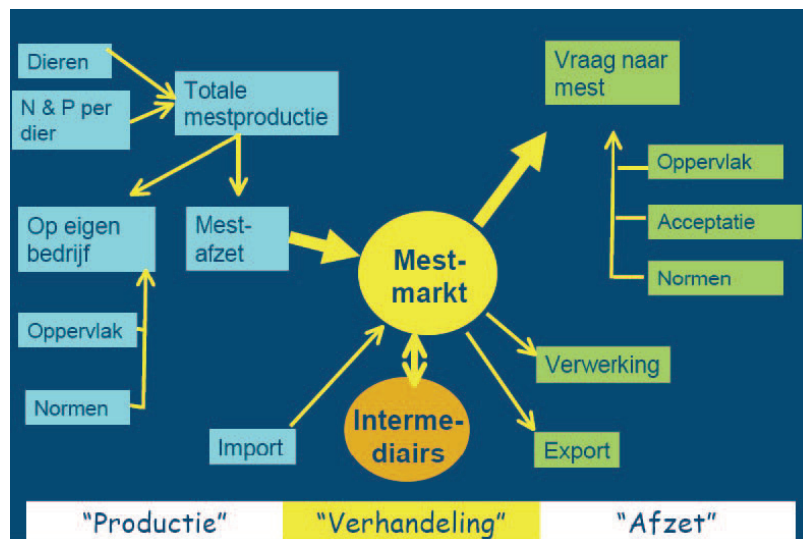 Dieren
N & P per
dier
Totale
mestproductie
Op eigen
bedrijf
Mest-
afzet
Oppervlak
Normen
Import
Mest-
markt
Interme-
diairs
Vraag naar
mest
Oppervlak
Acceptatie
Normen
Verwerking
Export
"Productie"
"Verhandeling"
"Afzet"